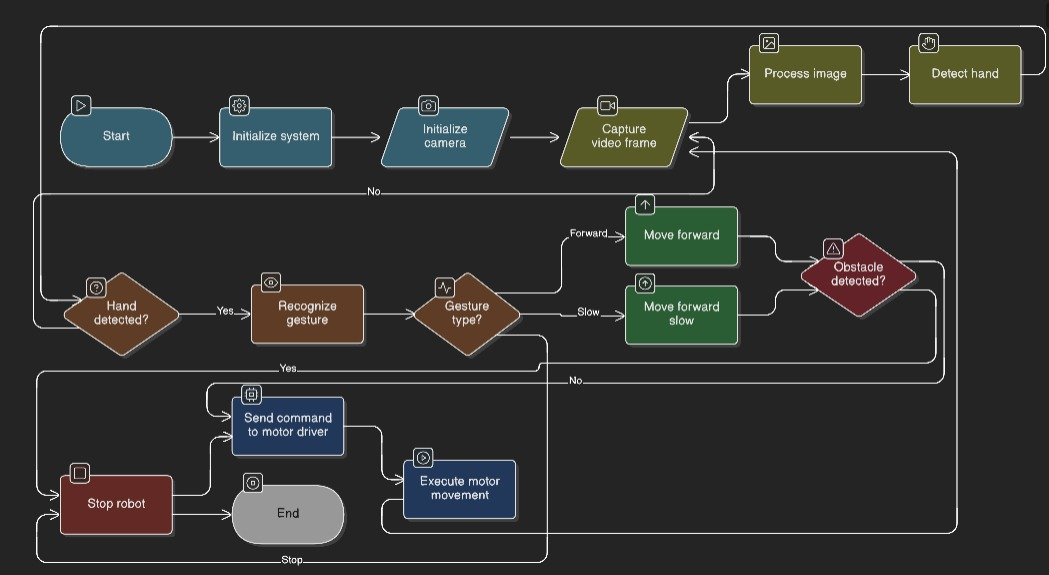 Process image
Detect hand
Start
Initialize system
Initialize
camera
Capture
video frame
No
Forward
Move forward
Obstacle
detected?
Hand
detected?
Yes
Recognize
gesture
Gesture
type?
Slow
Move forward
slow
Yes
No
Send command
to motor driver
Execute motor
movement
Stop robot
End
Stop